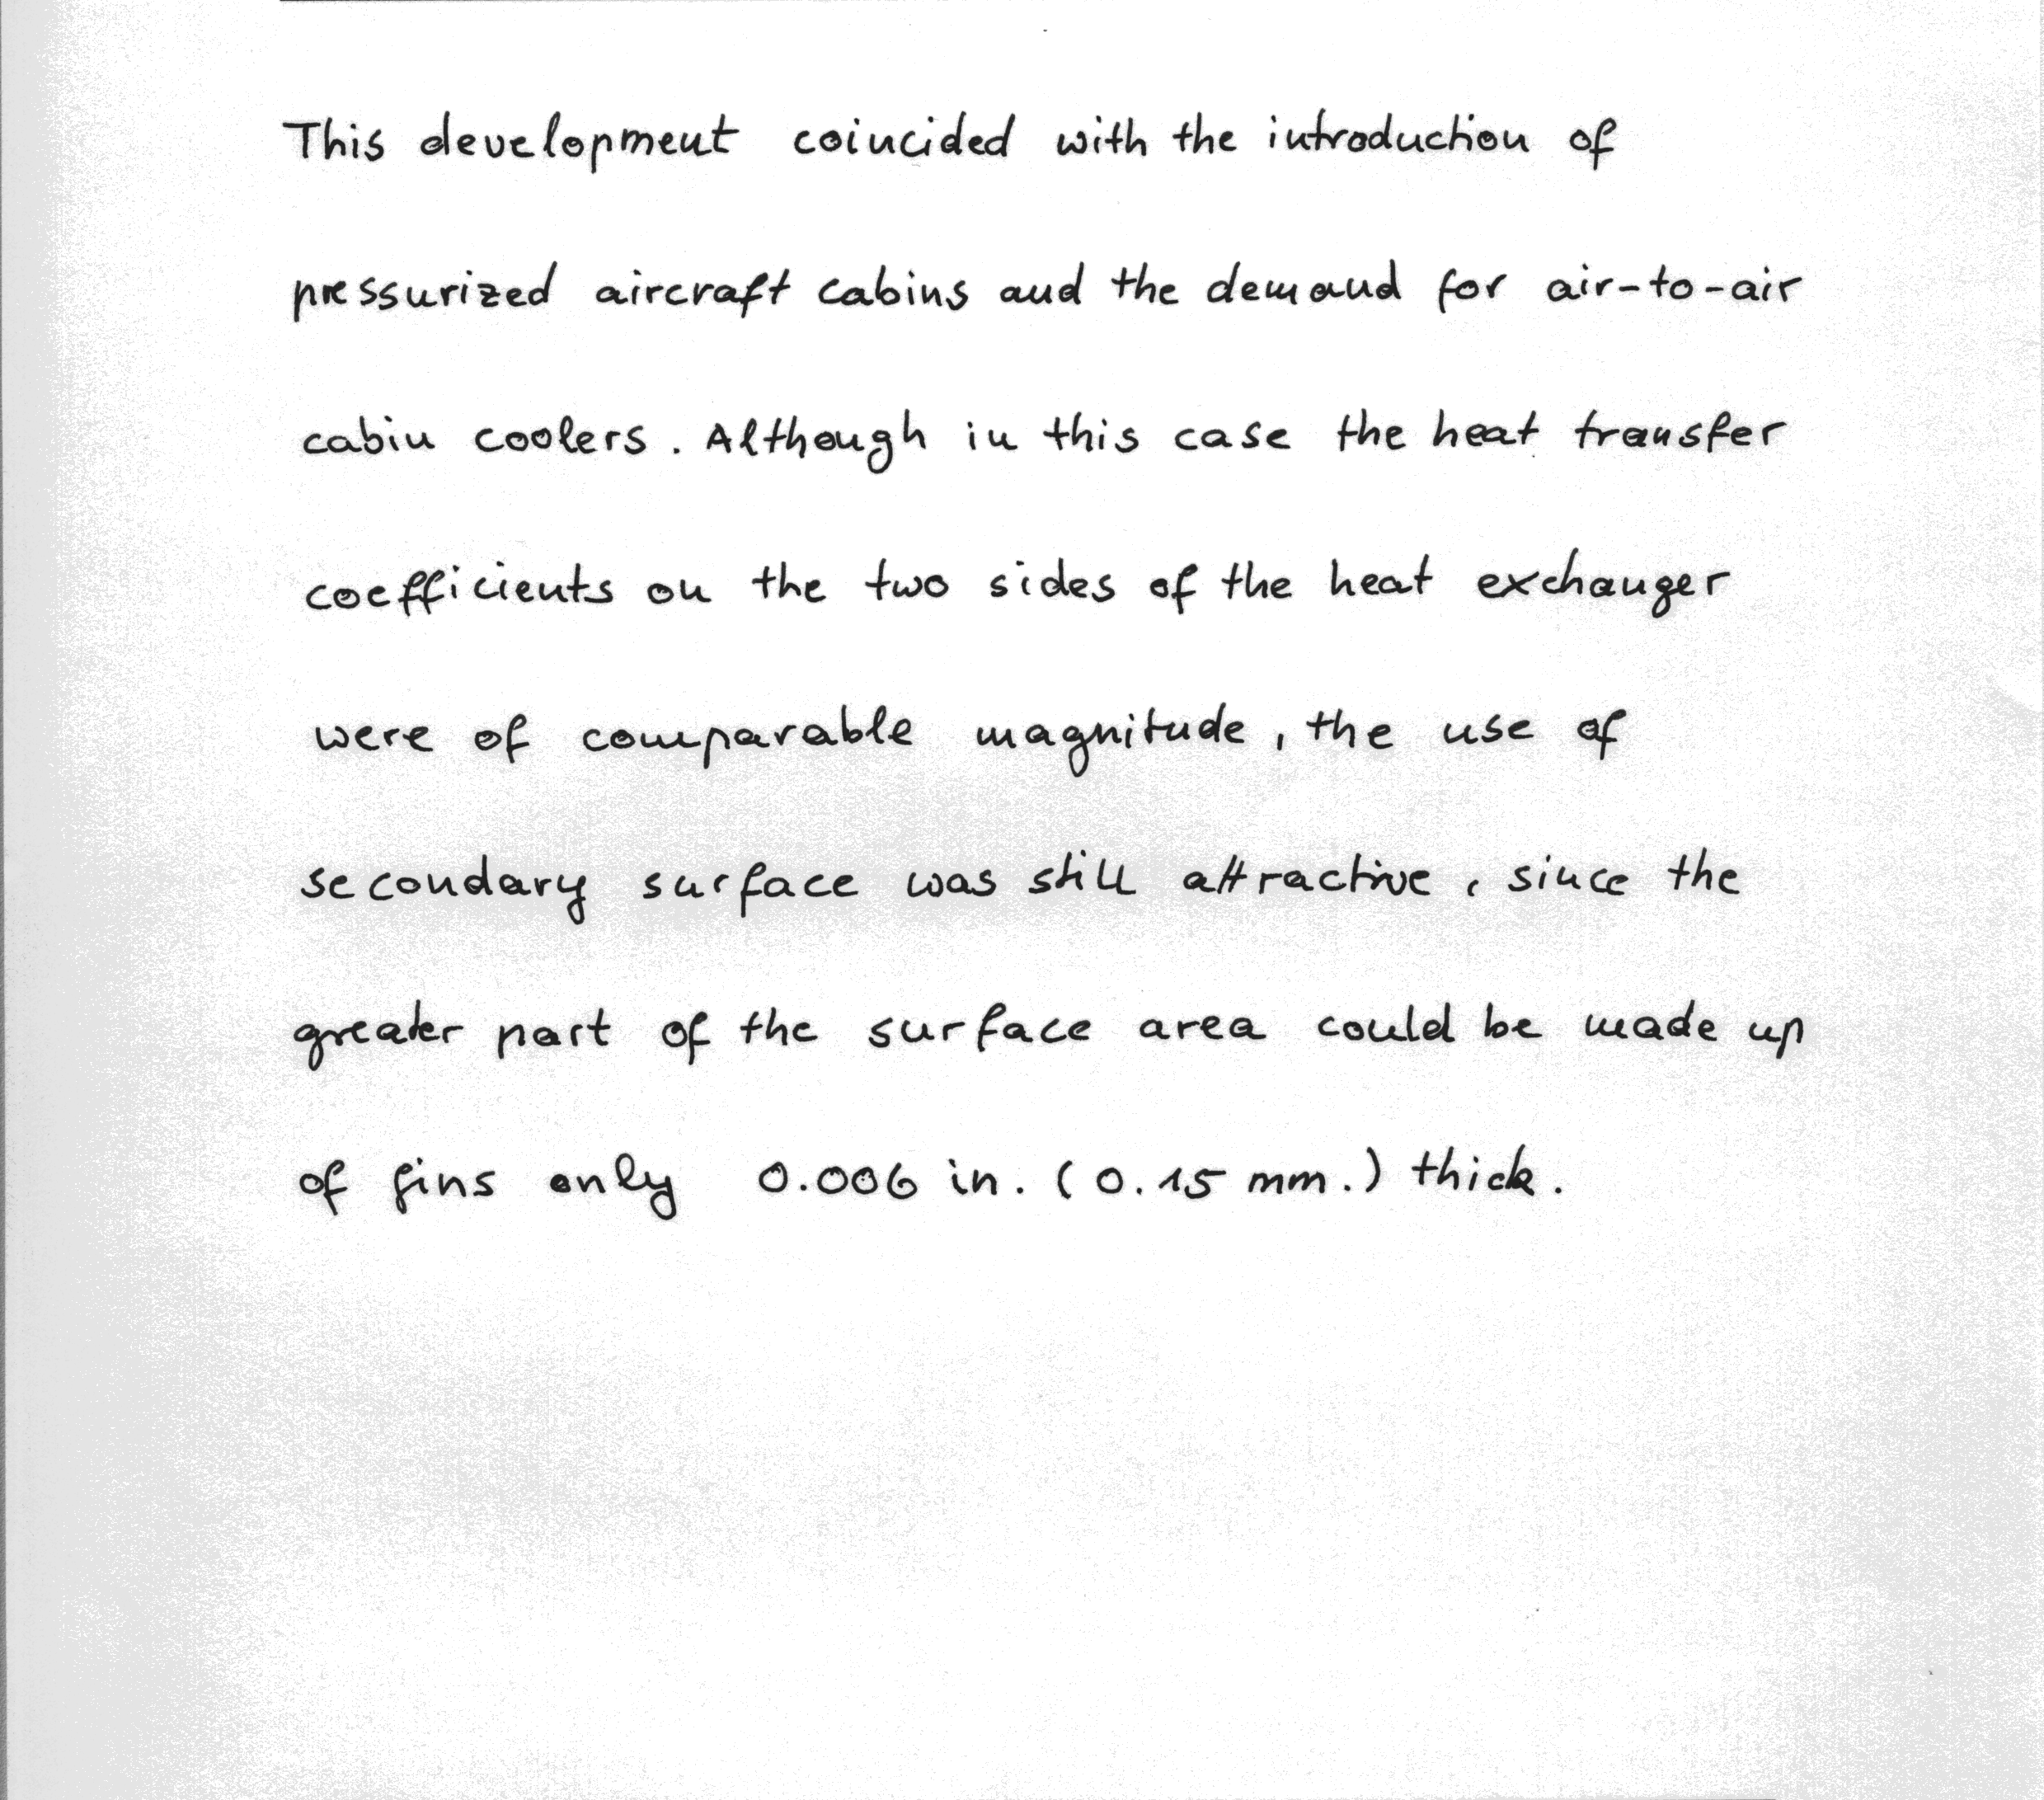 This development coincided with the introduction of
pressurized aircraft cabins and the demand for air-to-air
cabin coolers. Although in this case the heat transfer
coefficients on the two sides of the heat exchanger
were of comparable magnitude, the use of
secondary surface was still attractive, since the
greater part of the surface area could be made up
of fins only 0.006 in. (0.15 mm.) thick.